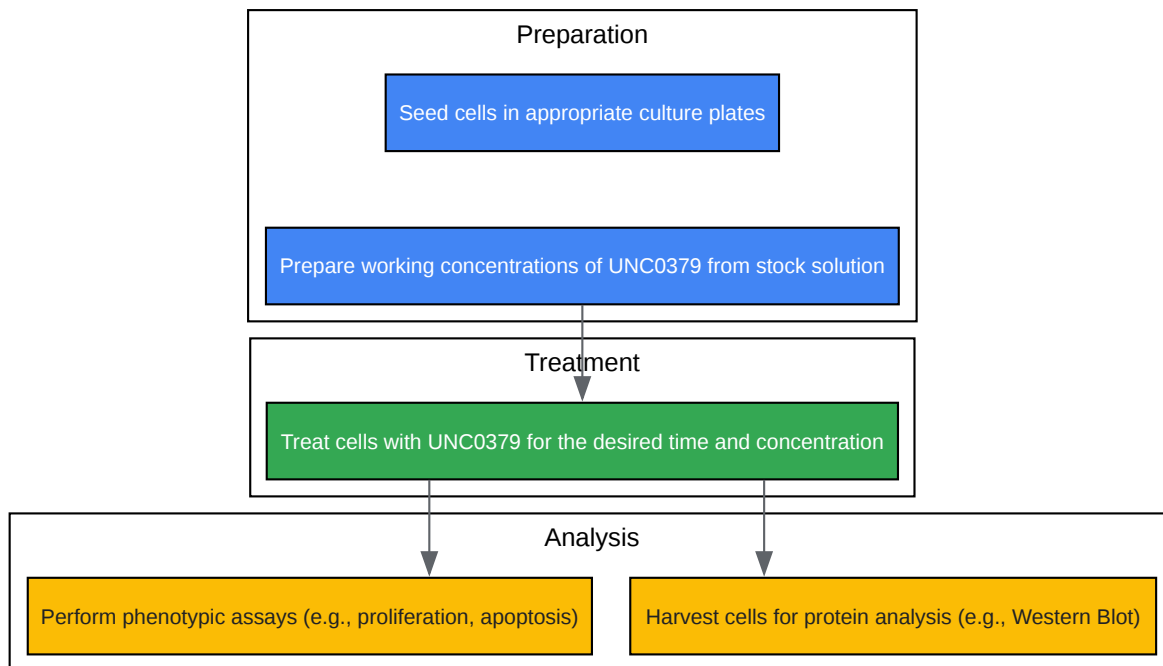 Preparation
Seed cells in appropriate culture plates
Prepare working concentrations of UNC0379 from stock solution
Treatment
Treat cells with UNC0379 for the desired time and concentration
Analysis
Perform phenotypic assays (e.g., proliferation, apoptosis)
Harvest cells for protein analysis (e.g., Western Blot)